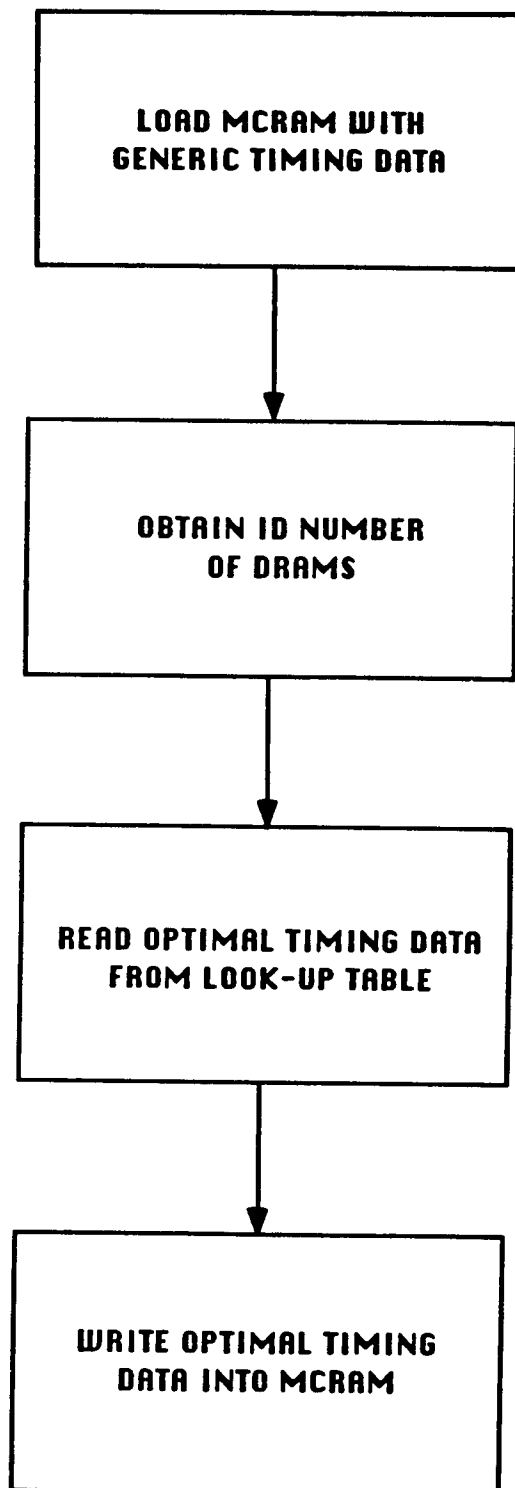 LOAD MCRAM WITH
GENERIC TIMING DATA
OBTAIN ID NUMBER
OF DRAMS
READ OPTIMAL TIMING DATA
FROM LOOK-UP TABLE
WRITE OPTIMAL TIMING
DATA INTO MCRAM